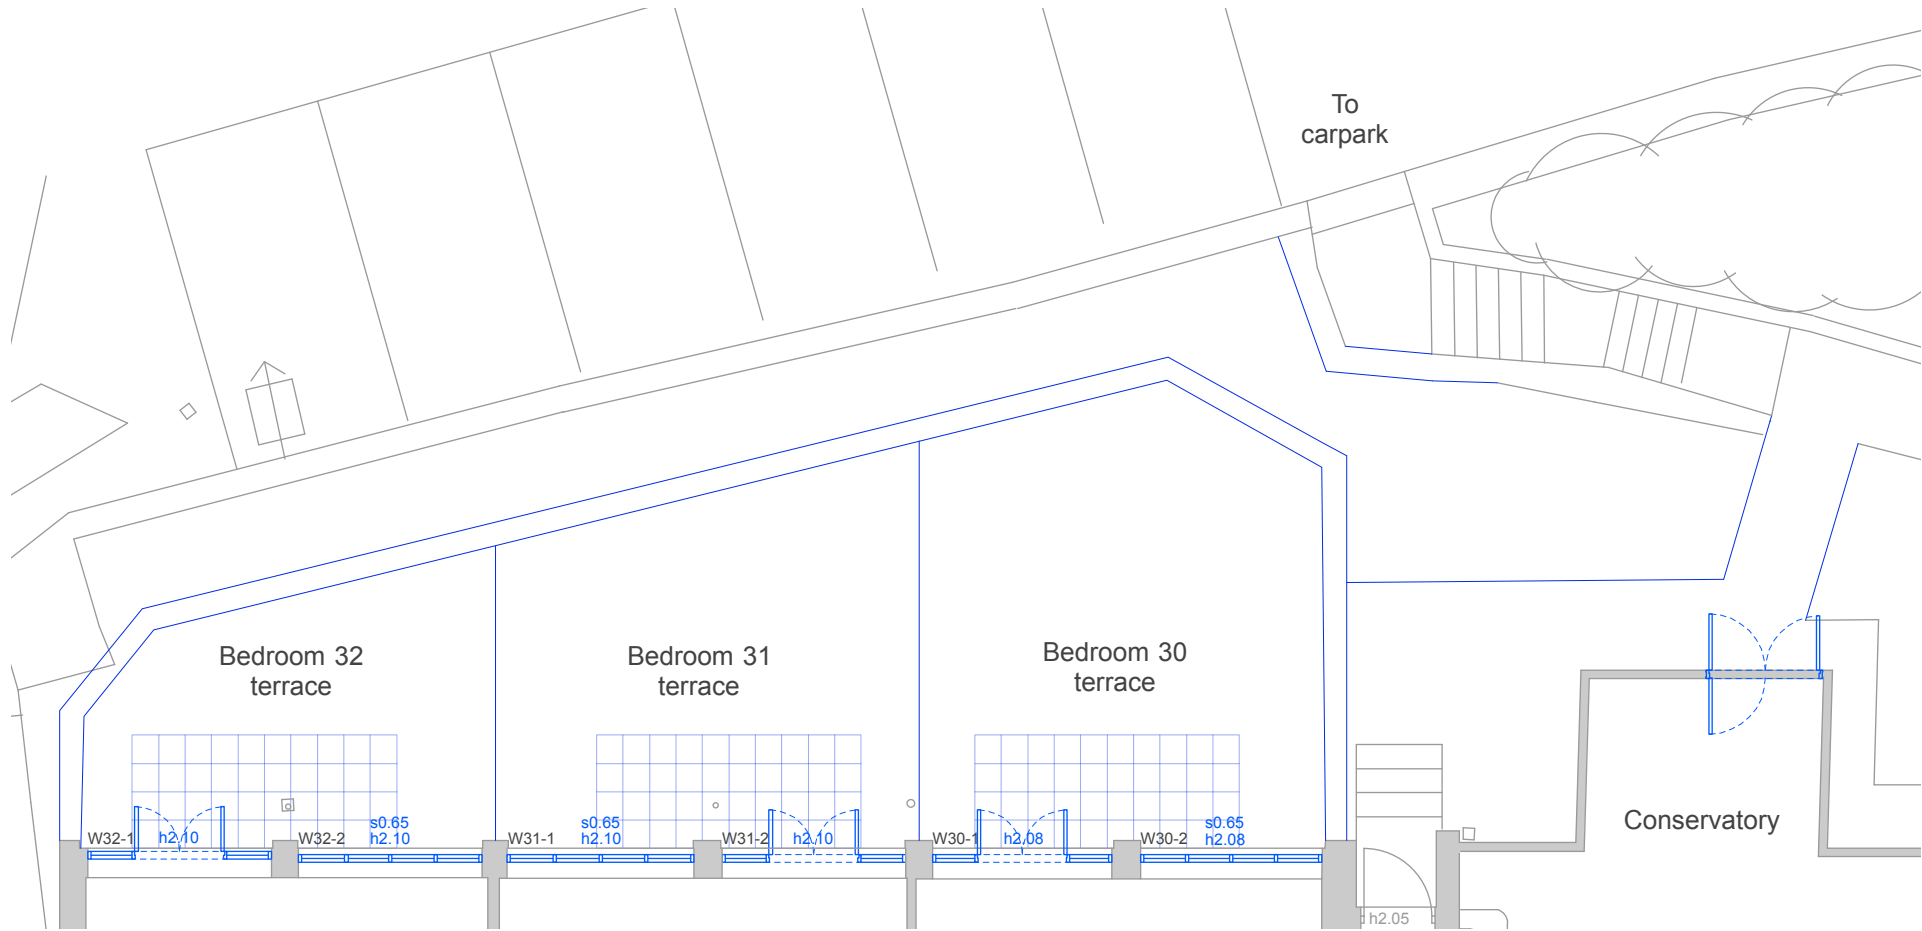 To
carpark
Bedroom 32
terrace
Bedroom 31
terrace
Bedroom 30
terrace
W32-1
h2.10
W32-2
s0.65
h2.10
W31-1
s0.65
h2.10
W31-2
h2.10
W30-1
h2.08
W30-2
s0.65
h2.08
Conservatory
h2.05